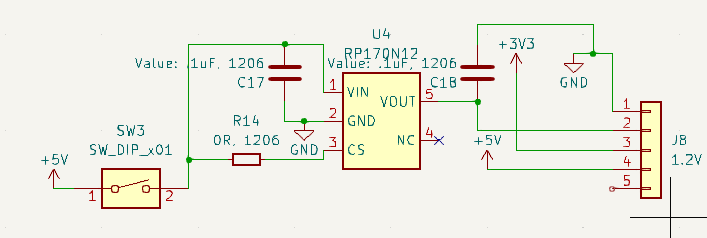 U4
RP170N12
Value: .1uF, 1206
C17
Value: .1uF, 1206
C18
+3V3
GND
1
VIN
VOUT
5
2
GND
GND
NC
4
3
CS
R14
0R, 1206
SW3
SW_DIP_x01
+5V
1
2
+5V
1
2
3
4
5
J8
1.2V